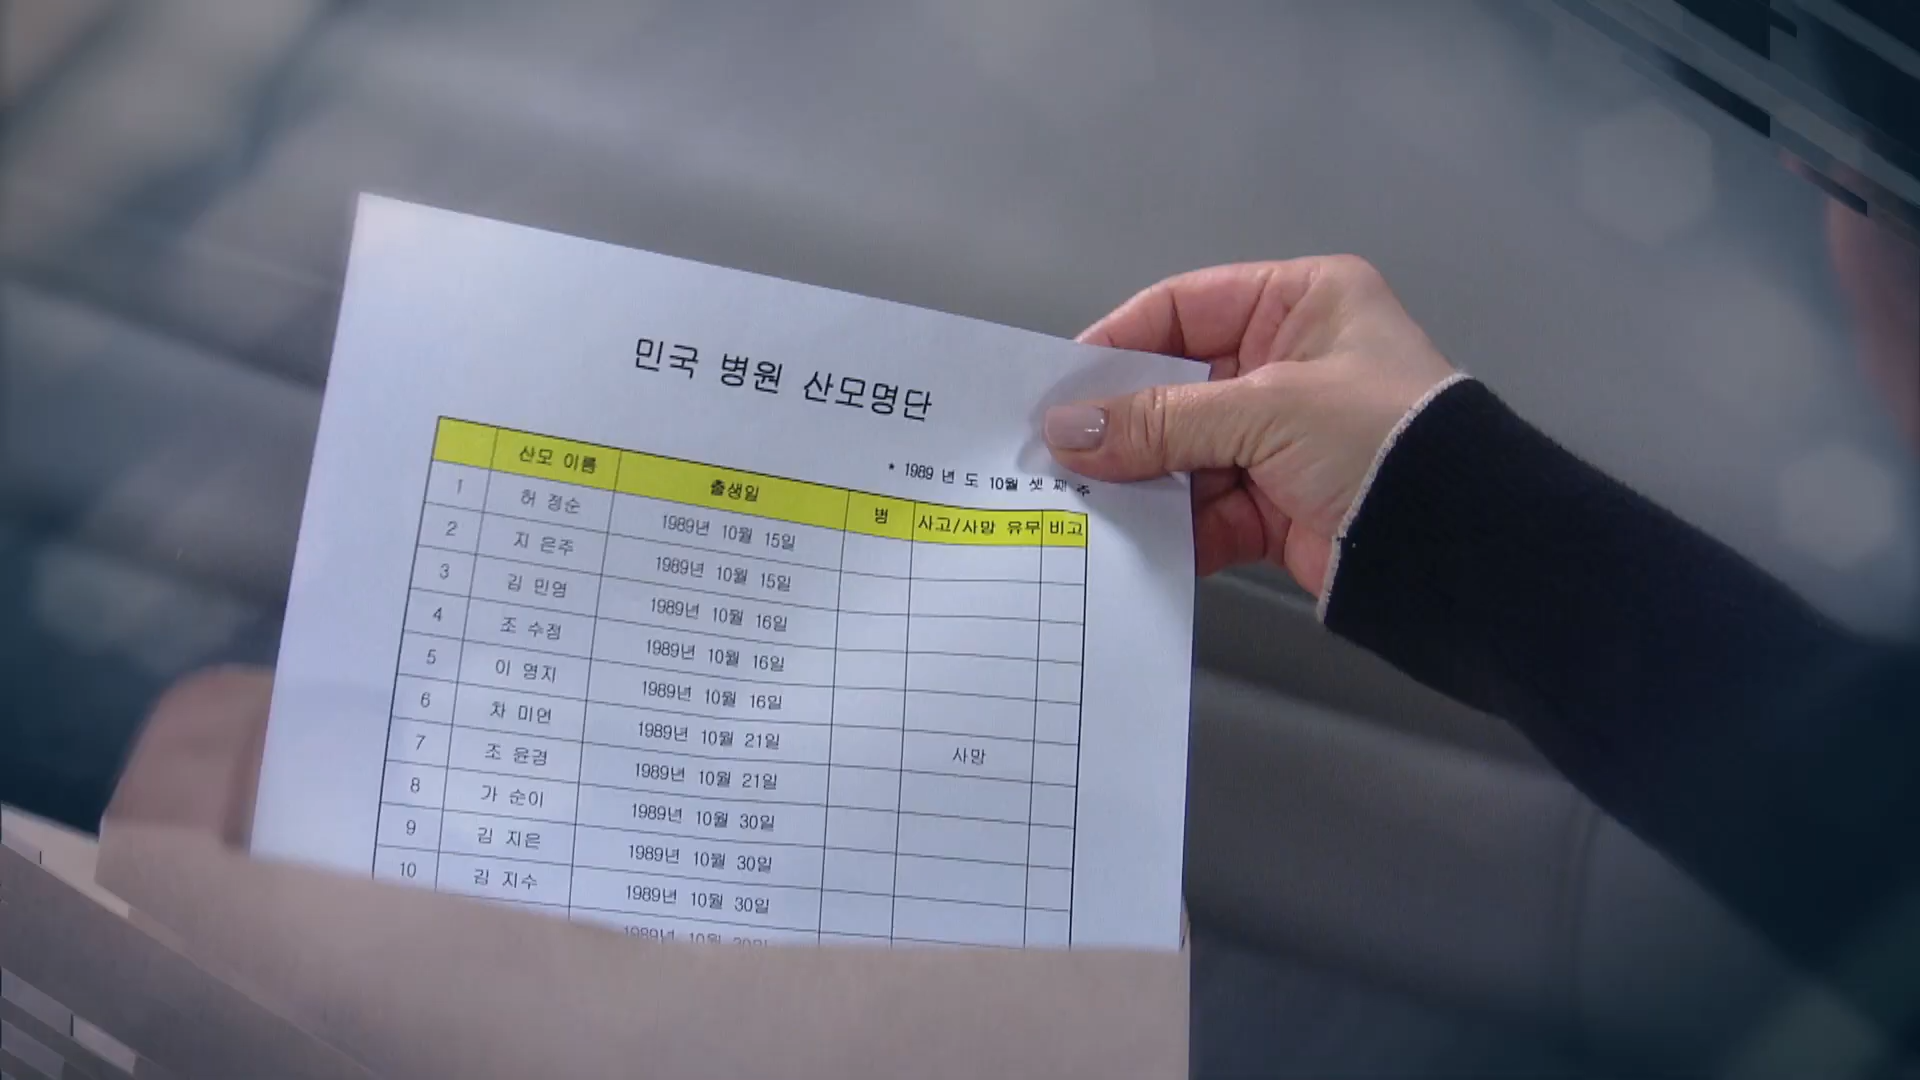 민국 병원 산모명단
* 1989 년 도 10월 셋 째 주
산모 이름 출생일 병 사고/사망 유무 비고
1 허 정순 1989년 10월 15일
2 지 은주 1989년 10월 15일
3 김 민영 1989년 10월 16일
4 조 수정 1989년 10월 16일
5 이 영지 1989년 10월 16일
6 차 미연 1989년 10월 21일 사망
7 조 윤경 1989년 10월 21일
8 가 순이 1989년 10월 30일
9 김 지은 1989년 10월 30일
10 김 지수 1989년 10월 30일
1989년 10월